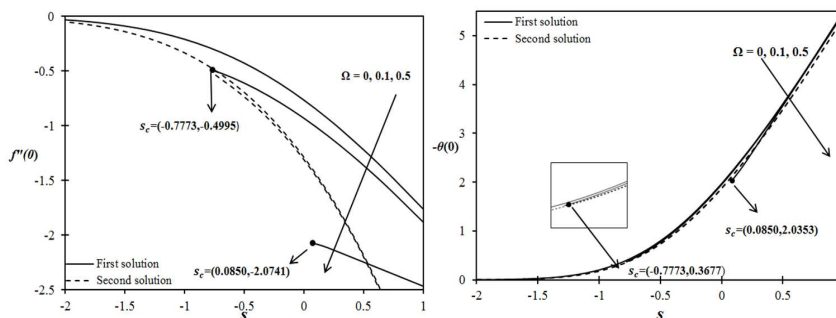 0
-0.5
-1
-1.5
-2
-2.5
f''(0)
Ω = 0, 0.1, 0.5
s_c=(-0.7773,-0.4995)
s_c=(0.0850,-2.0741)
First solution
Second solution
-2 -1.5 -1 -0.5 0 0.5 1
s
First solution
Second solution
5
4
3
2
1
0
-θ(0)
Ω = 0, 0.1, 0.5
s_c=(0.0850,2.0353)
s_c=(-0.7773,0.3677)
-2 -1.5 -1 -0.5 0 0.5
s